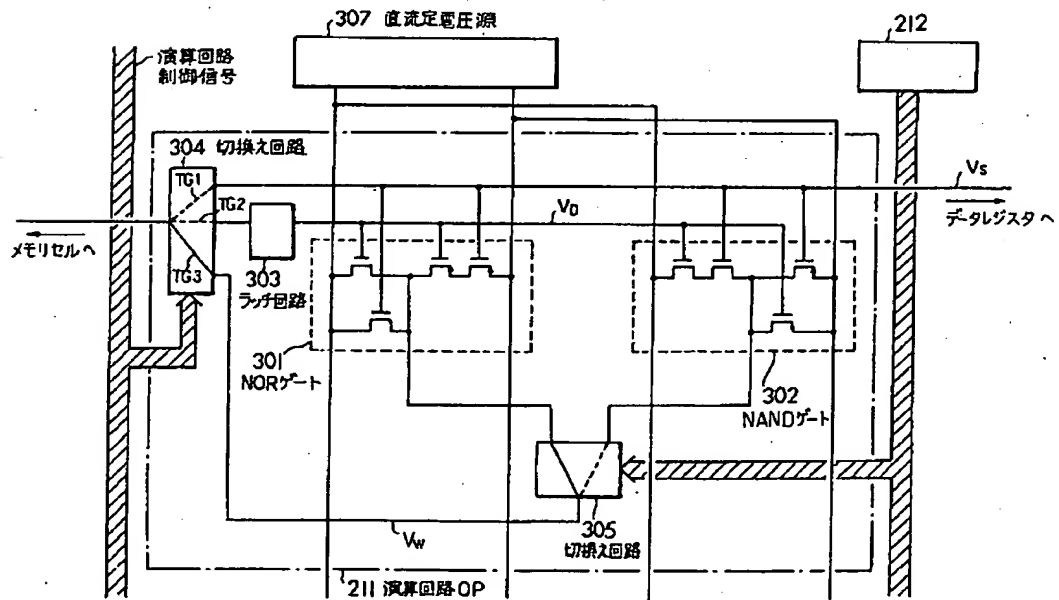 307 直流定電圧源
212
演算回路
制御信号
304 切換え回路
TG1
TG2
TG3
VS
VD
データレジスタへ
メモリセルへ
303
ラッチ回路
301
NORゲート
302
NANDゲート
305
切換え回路
VW
211 演算回路OP